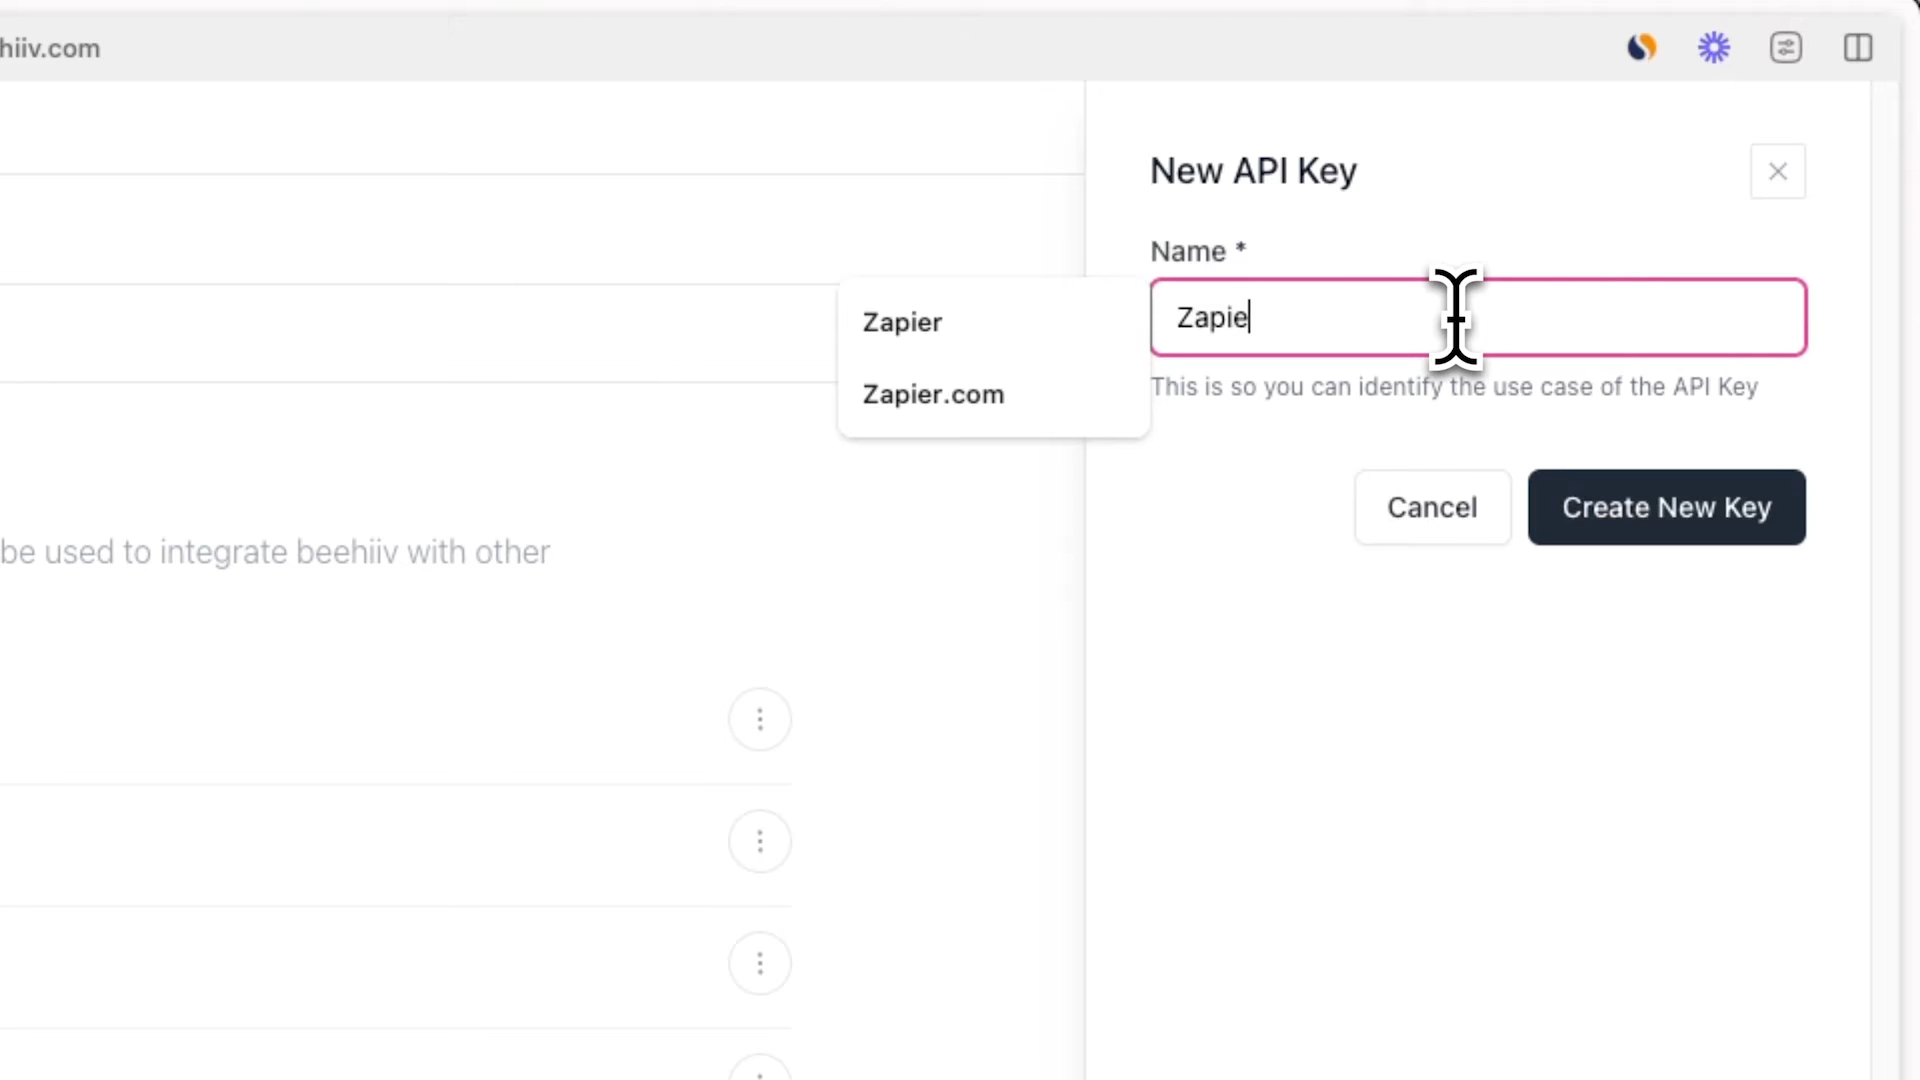 hiiv.com
New API Key
Name *
Zapie
Zapier
Zapier.com
This is so you can identify the use case of the API Key
Cancel
Create New Key
be used to integrate beehiiv with other